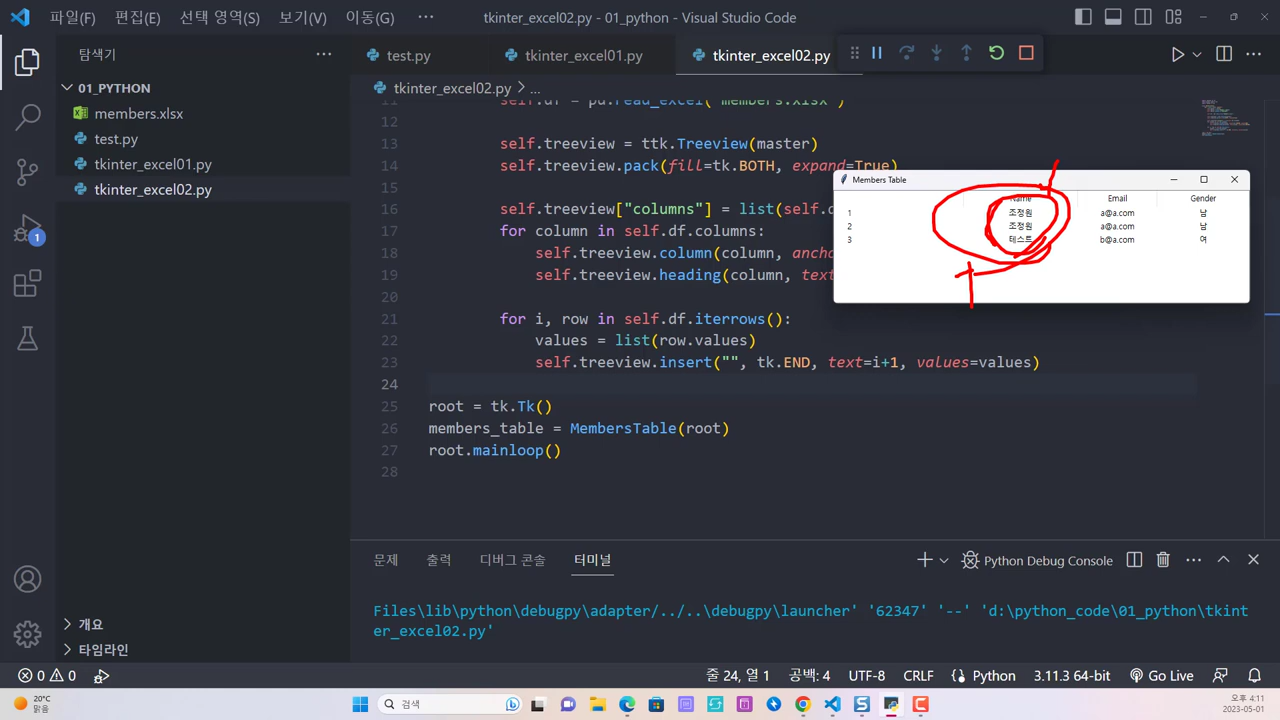 파일(F) 편집(E) 선택 영역(S) 보기(V) 이동(G) ··· tkinter_excel02.py - 01_python - Visual Studio Code
탐색기 ···
test.py tkinter_excel01.py tkinter_excel02.py
01_PYTHON
members.xlsx
test.py
tkinter_excel01.py
tkinter_excel02.py
1
tkinter_excel02.py > ...
12
13 self.treeview = ttk.Treeview(master)
14 self.treeview.pack(fill=tk.BOTH, expand=True)
15
16 self.treeview["columns"] = list(self.d
17 for column in self.df.columns:
18 self.treeview.column(column, anch
19 self.treeview.heading(column, text
20
21 for i, row in self.df.iterrows():
22 values = list(row.values)
23 self.treeview.insert("", tk.END, text=i+1, values=values)
24
25 root = tk.Tk()
26 members_table = MembersTable(root)
27 root.mainloop()
28
Members Table
Name Email Gender
1 조정원 a@a.com 남
2 조정원 a@a.com 남
3 테스트 b@a.com 여
문제 출력 디버그 콘솔 터미널 Python Debug Console ···
Files\lib\python\debugpy\adapter/../..\debugpy\launcher' '62347' '--' 'd:\python_code\01_python\tkint
er_excel02.py'
개요
타임라인
0 0 줄 24, 열 1 공백: 4 UTF-8 CRLF Python 3.11.3 64-bit Go Live
20°C
맑음
검색
오후 4:11
2023-05-01